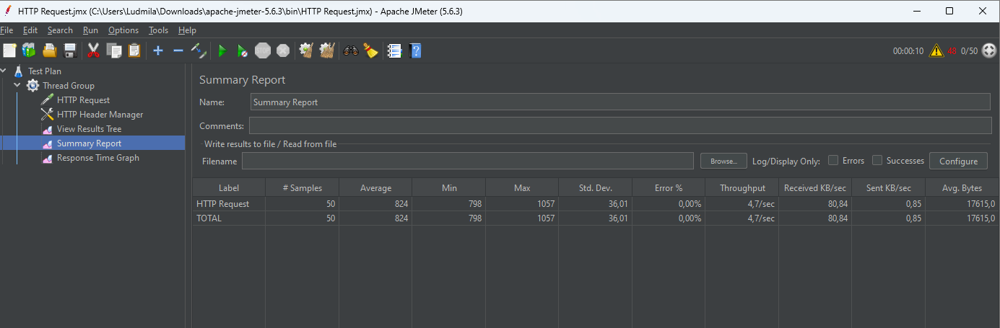 HTTP Request.jmx (C:\Users\Ludmila\Downloads\apache-jmeter-5.6.3\bin\HTTP Request.jmx) - Apache JMeter (5.6.3)
File Edit Search Run Options Tools Help
STOP 00:00:10 48 0/50
Test Plan
Thread Group
HTTP Request
HTTP Header Manager
View Results Tree
Summary Report
Response Time Graph
Summary Report
Name: Summary Report
Comments:
Write results to file / Read from file
Filename Browse... Log/Display Only: Errors Successes Configure
Label # Samples Average Min Max Std. Dev. Error % Throughput Received KB/sec Sent KB/sec Avg. Bytes
HTTP Request 50 824 798 1057 36,01 0,00% 4,7/sec 80,84 0,85 17615,0
TOTAL 50 824 798 1057 36,01 0,00% 4,7/sec 80,84 0,85 17615,0